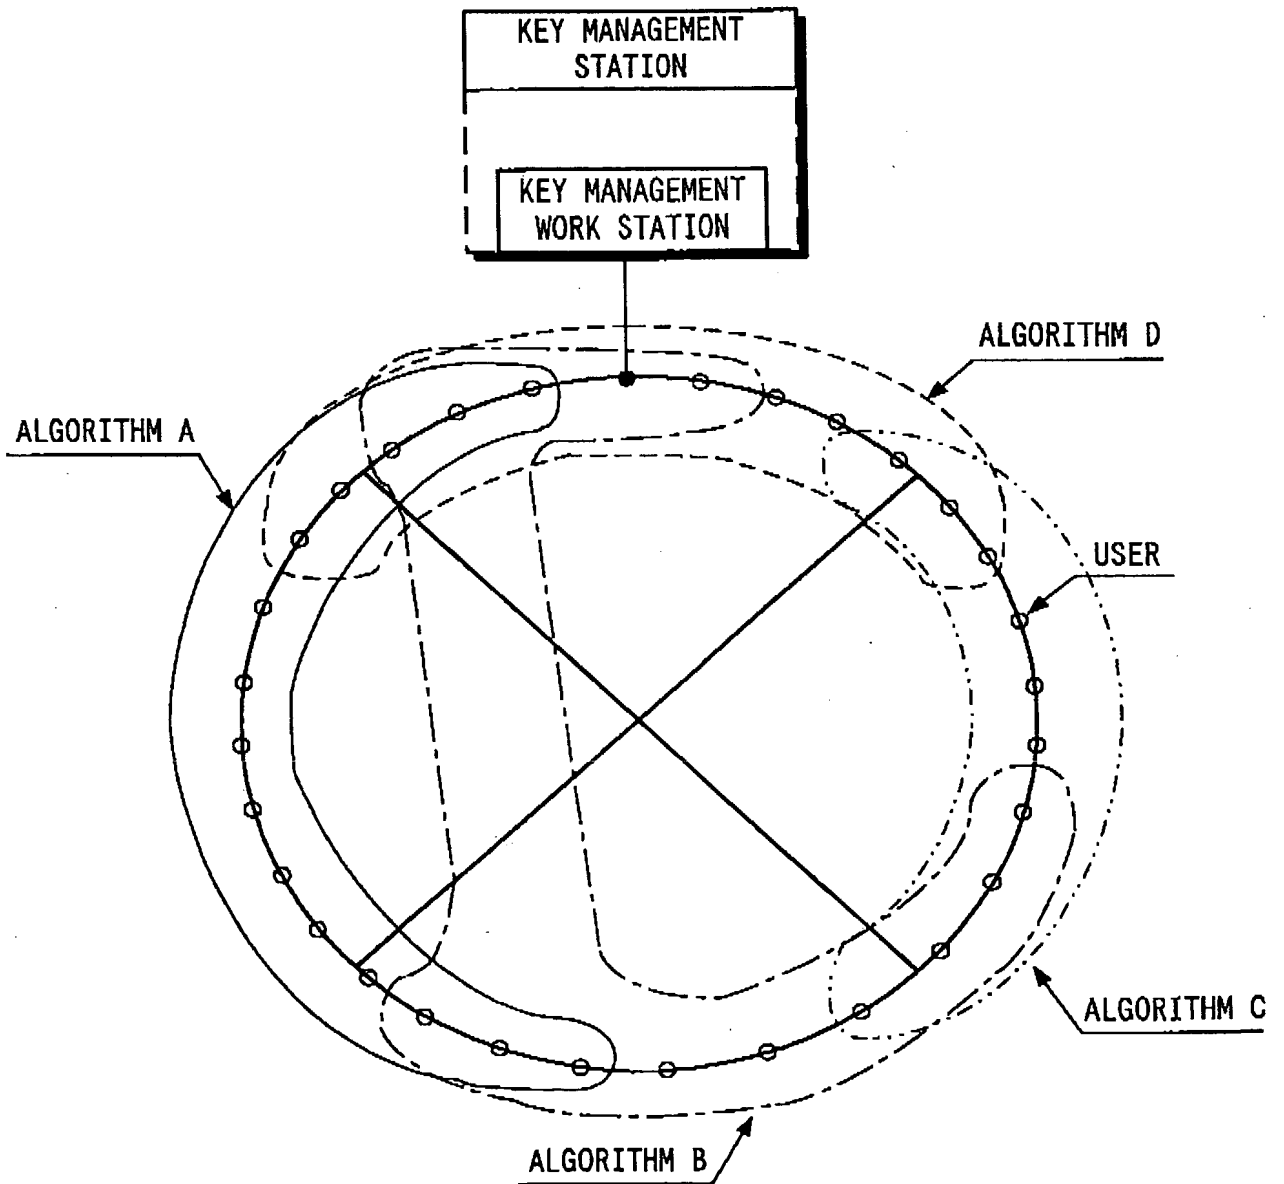 KEY MANAGEMENT
STATION
KEY MANAGEMENT
WORK STATION
ALGORITHM D
ALGORITHM A
USER
ALGORITHM C
ALGORITHM B